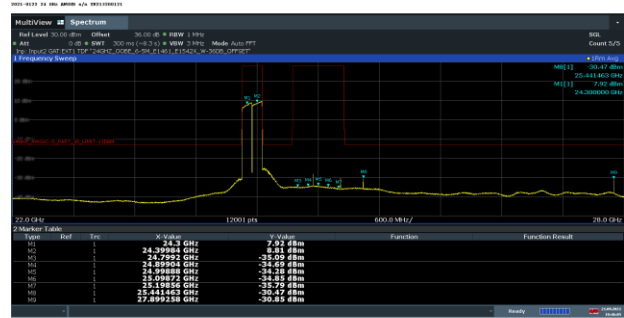 MultiView Spectrum
Ref Level 30.00 dBm Offset 36.00 dB RBW 1 MHz SGL
Att 0 dB SWT 300 ms (~6.3 s) VBW 3 MHz Mode Auto FFT Count 5/5
1 Frequency Sweep 1Rm Avg
M8[1] -30.47 dBm
25.441463 GHz
M1[1] 7.92 dBm
24.300000 GHz
M1 M2
M3 M4 M5 M6 M7 M8 M9
22.0 GHz 12001 pts 600.0 MHz/ 28.0 GHz
2 Marker Table
Type Ref Trc X-Value Y-Value Function Function Result
M1 1 24.3 GHz 7.92 dBm
M2 1 24.39984 GHz 8.81 dBm
M3 1 24.7992 GHz -35.09 dBm
M4 1 24.89904 GHz -34.69 dBm
M5 1 24.99888 GHz -34.28 dBm
M6 1 25.09872 GHz -34.85 dBm
M7 1 25.19856 GHz -35.79 dBm
M8 1 25.441463 GHz -30.47 dBm
M9 1 27.899258 GHz -30.85 dBm
Ready